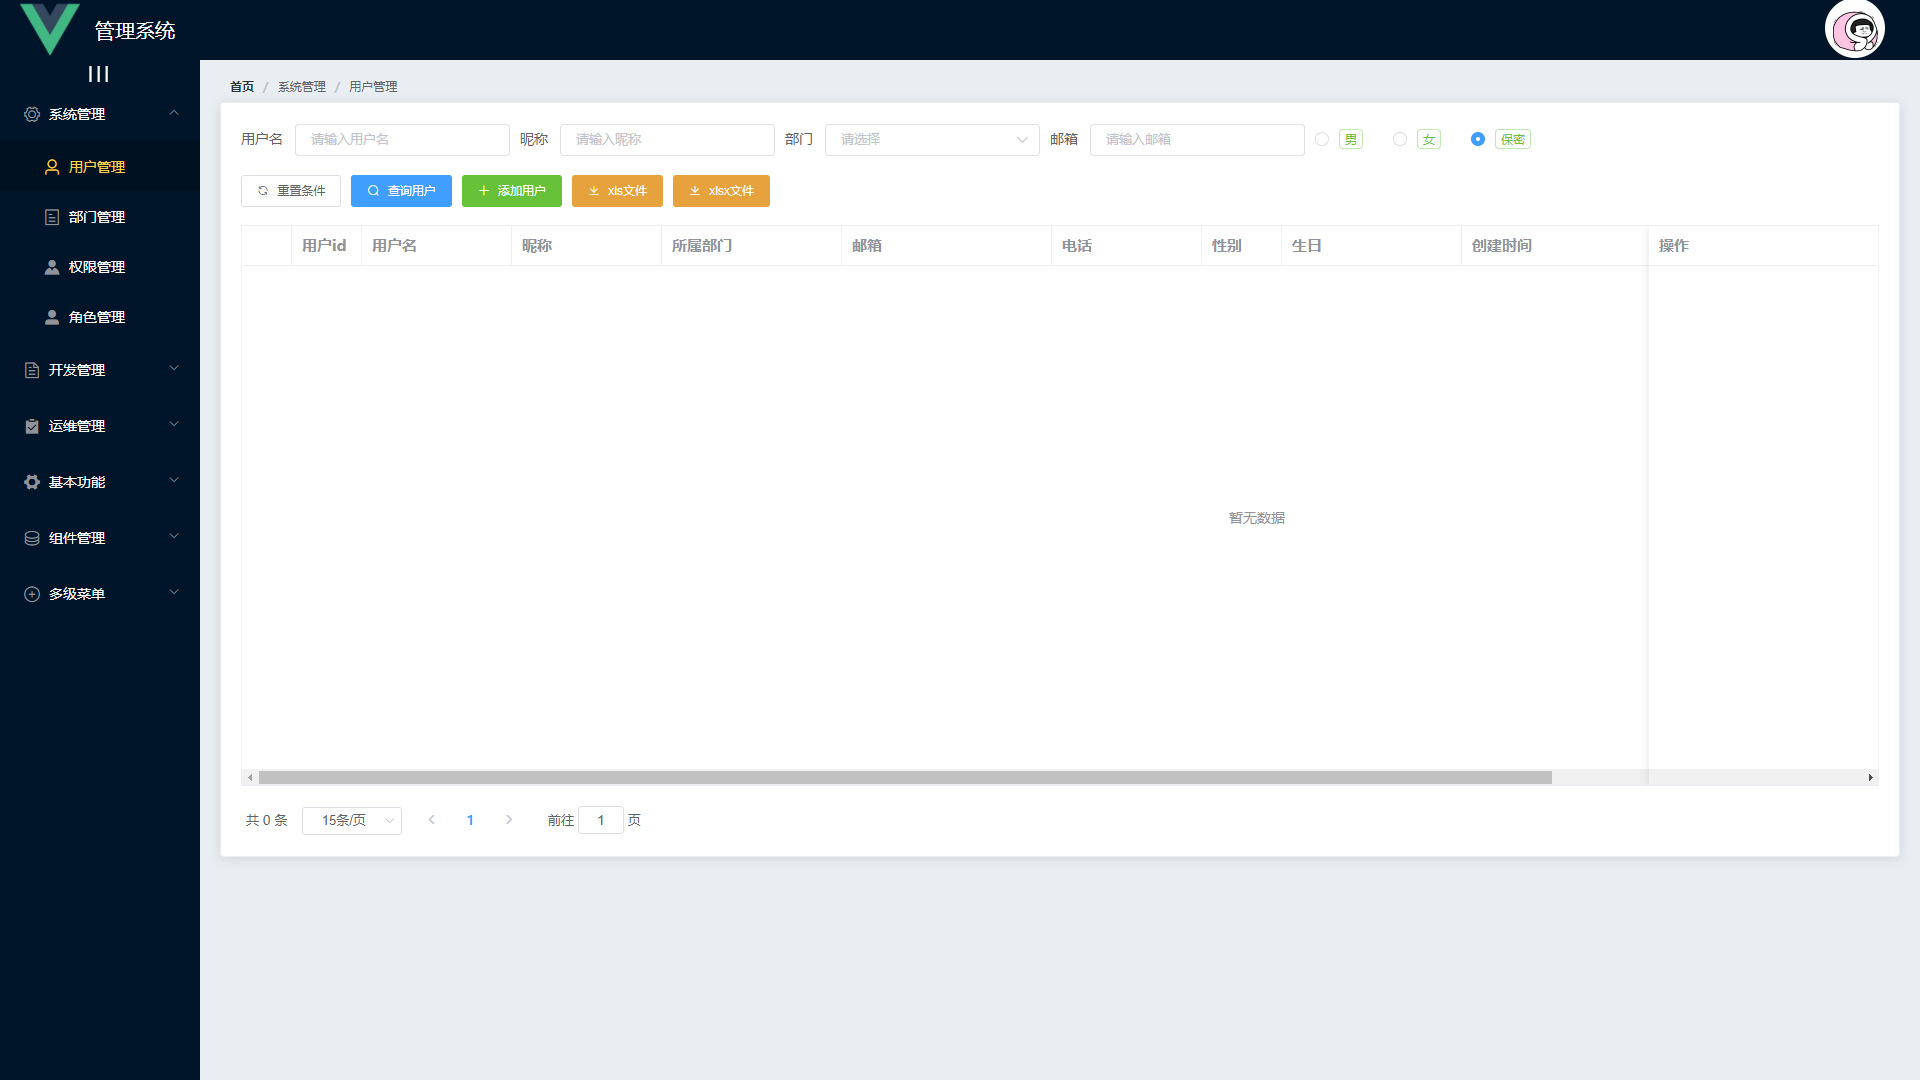 管理系统
首页 / 系统管理 / 用户管理
系统管理
用户管理
部门管理
权限管理
角色管理
开发管理
运维管理
基本功能
组件管理
多级菜单
用户名 请输入用户名 昵称 请输入昵称 部门 请选择 邮箱 请输入邮箱 男 女 保密
重置条件 查询用户 添加用户 xls文件 xlsx文件
用户id 用户名 昵称 所属部门 邮箱 电话 性别 生日 创建时间 操作
暂无数据
共 0 条 15条/页 1 前往 1 页